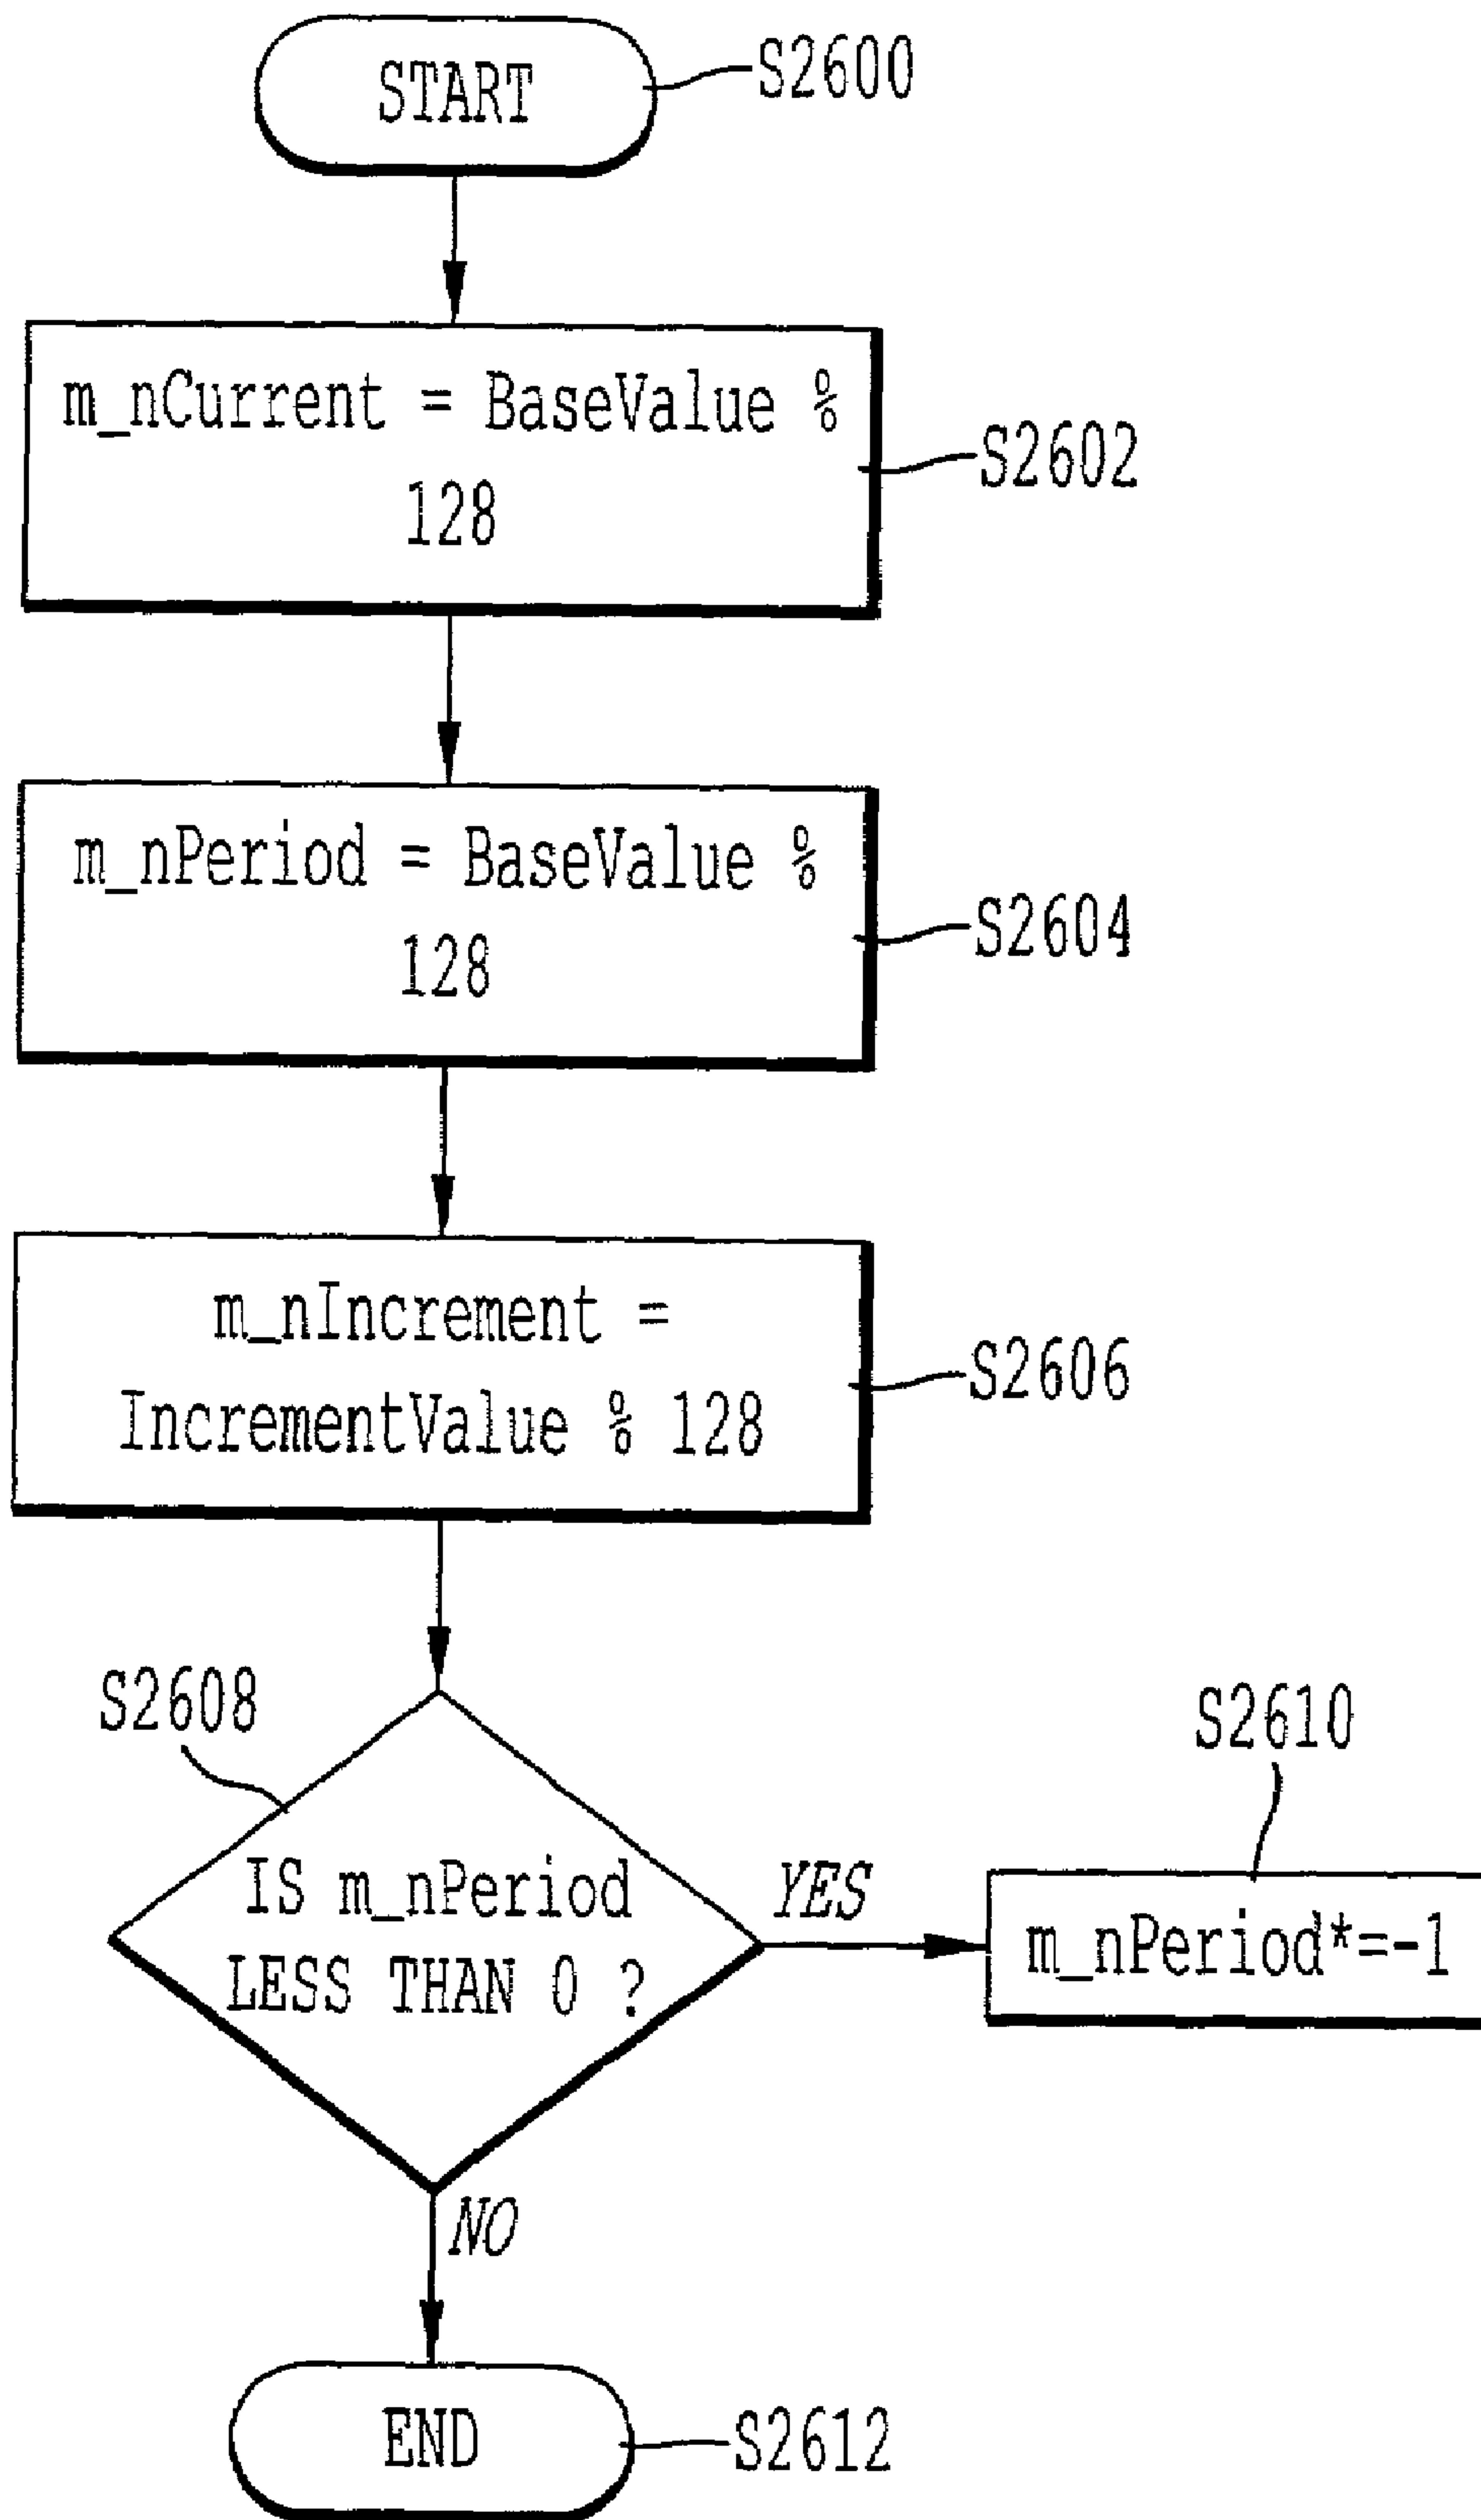 START
S2600
m_nCurrent = BaseValue %
128
S2602
m_nPeriod = BaseValue %
128
S2604
m_nIncrement =
IncrementValue % 128
S2606
S2608
IS m_nPeriod
LESS THAN 0 ?
YES
S2610
m_nPeriod*=-1
NO
END
S2612